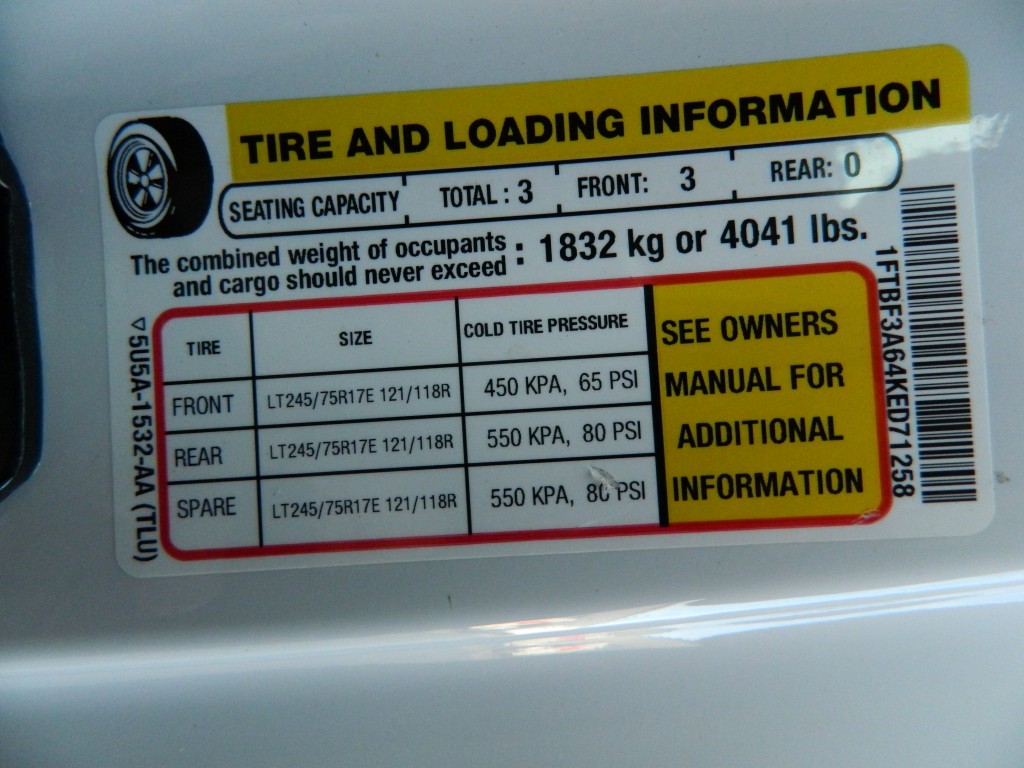 TIRE AND LOADING INFORMATION
SEATING CAPACITY TOTAL : 3 FRONT: 3 REAR: 0
The combined weight of occupants
and cargo should never exceed : 1832 kg or 4041 lbs.
TIRE SIZE COLD TIRE PRESSURE
FRONT LT245/75R17E 121/118R 450 KPA, 65 PSI
REAR LT245/75R17E 121/118R 550 KPA, 80 PSI
SPARE LT245/75R17E 121/118R 550 KPA, 80 PSI
SEE OWNERS
MANUAL FOR
ADDITIONAL
INFORMATION
1FTBF3A64KED71258
▽5U5A-1532-AA (TLU)